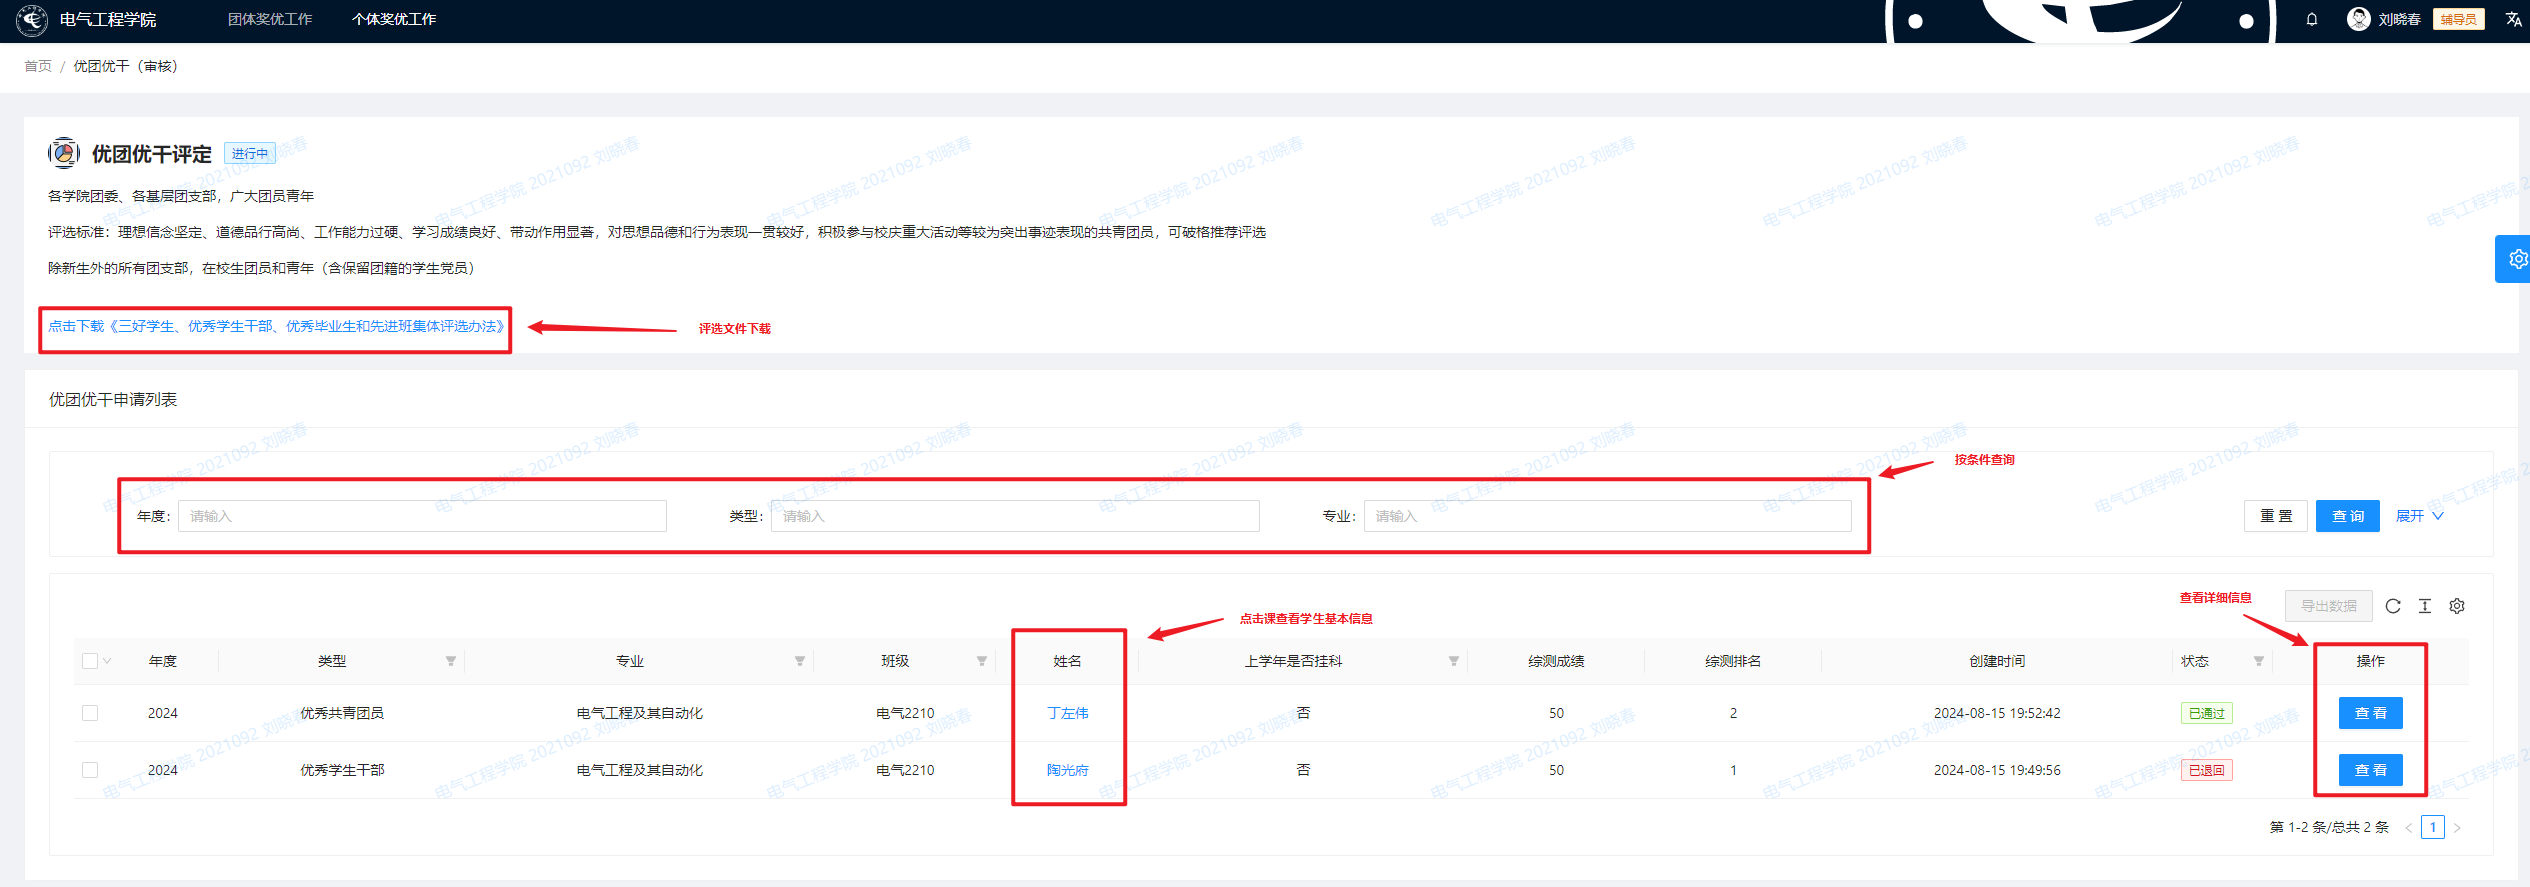 电气工程学院 团体奖优工作 个体奖优工作 刘晓春 辅导员
首页 / 优团优干（审核）
优团优干评定 进行中
各学院团委、各基层团支部，广大团员青年
评选标准：理想信念坚定、道德品行高尚、工作能力过硬、学习成绩良好、带动作用显著，对思想品德和行为表现一贯较好，积极参与校庆重大活动等较为突出事迹表现的共青团员，可破格推荐评选
除新生外的所有团支部，在校生团员和青年（含保留团籍的学生党员）
点击下载《三好学生、优秀学生干部、优秀毕业生和先进班集体评选办法》 评选文件下载
优团优干申请列表
按条件查询
年度： 请输入 类型： 请输入 专业： 请输入 重 置 查 询 展开
点击课查看学生基本信息 查看详细信息 导出数据
年度 类型 专业 班级 姓名 上学年是否挂科 综测成绩 综测排名 创建时间 状态 操作
2024 优秀共青团员 电气工程及其自动化 电气2210 丁左伟 否 50 2 2024-08-15 19:52:42 已通过 查 看
2024 优秀学生干部 电气工程及其自动化 电气2210 陶光府 否 50 1 2024-08-15 19:49:56 已退回 查 看
第 1-2 条/总共 2 条 < 1 >
电气工程学院 2021092 刘晓春